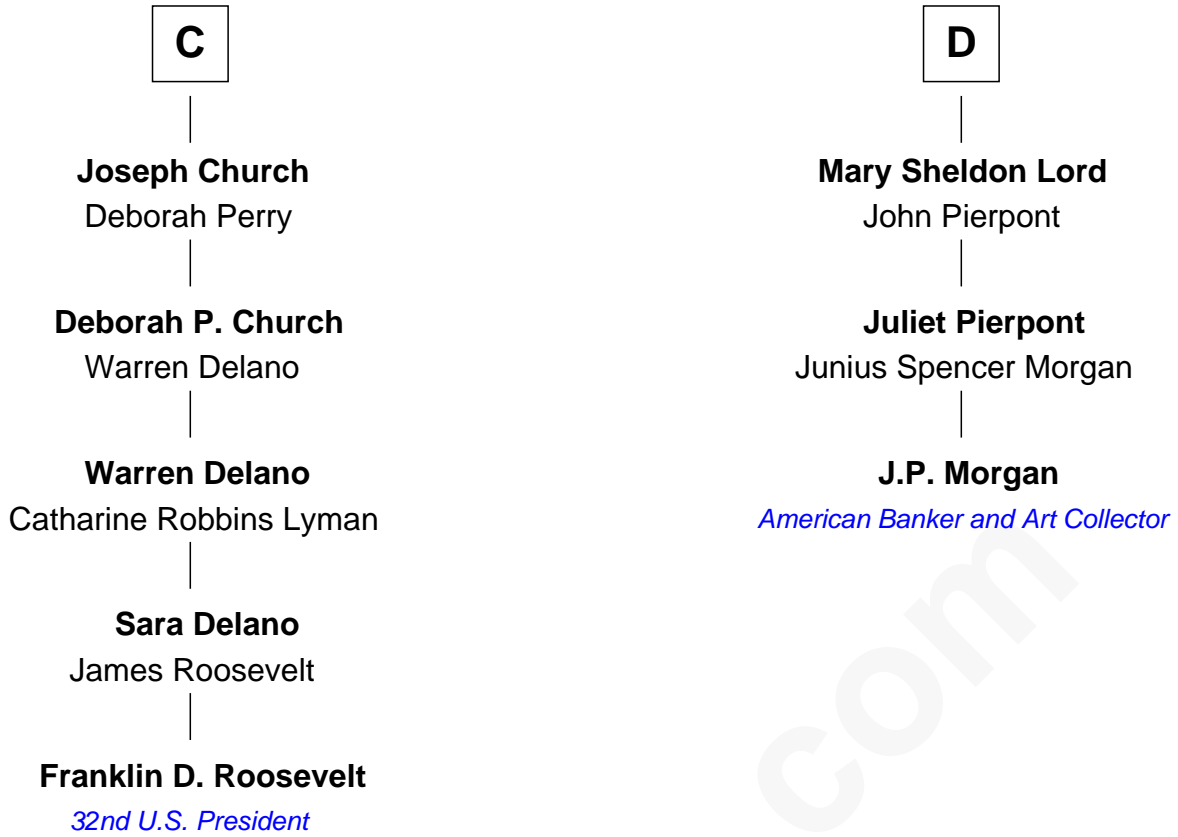 C
Joseph Church
Deborah Perry
Deborah P. Church
Warren Delano
Warren Delano
Catharine Robbins Lyman
Sara Delano
James Roosevelt
Franklin D. Roosevelt
32nd U.S. President
D
Mary Sheldon Lord
John Pierpont
Juliet Pierpont
Junius Spencer Morgan
J.P. Morgan
American Banker and Art Collector
com